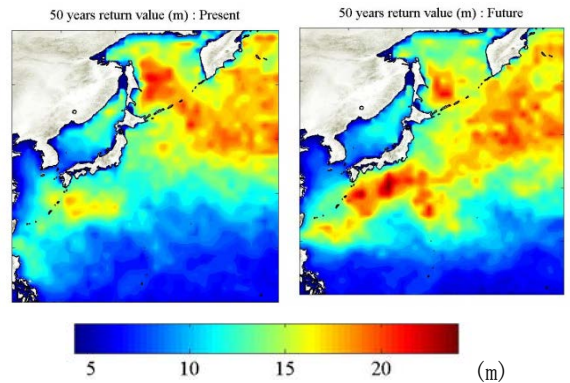 50 years return value (m) : Present
50 years return value (m) : Future
5 10 15 20 (m)